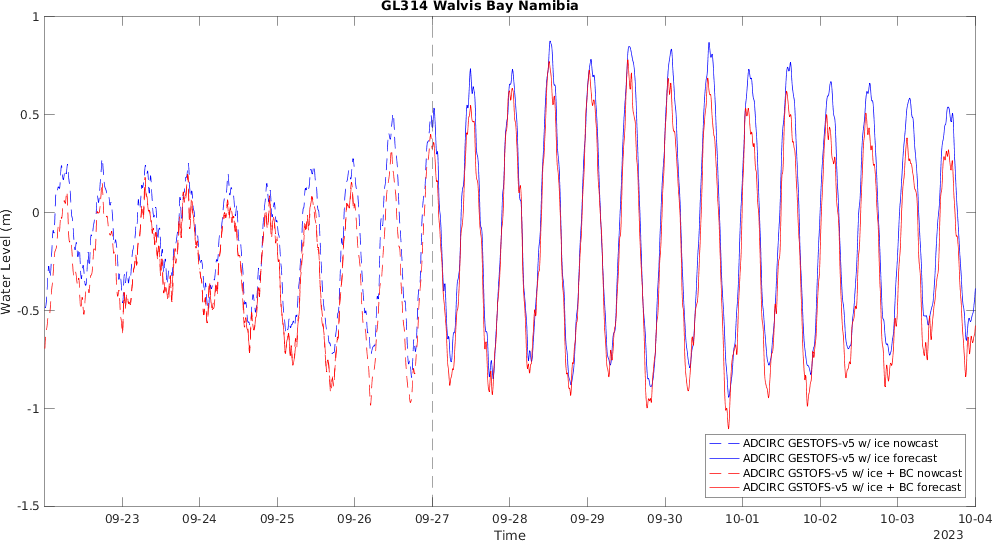 GL314 Walvis Bay Namibia
1
0.5
0
-0.5
-1
-1.5
Water Level (m)
ADCIRC GESTOFS-v5 w/ ice nowcast
ADCIRC GESTOFS-v5 w/ ice forecast
ADCIRC GSTOFS-v5 w/ ice + BC nowcast
ADCIRC GSTOFS-v5 w/ ice + BC forecast
09-23 09-24 09-25 09-26 09-27 09-28 09-29 09-30 10-01 10-02 10-03 10-04
Time
2023